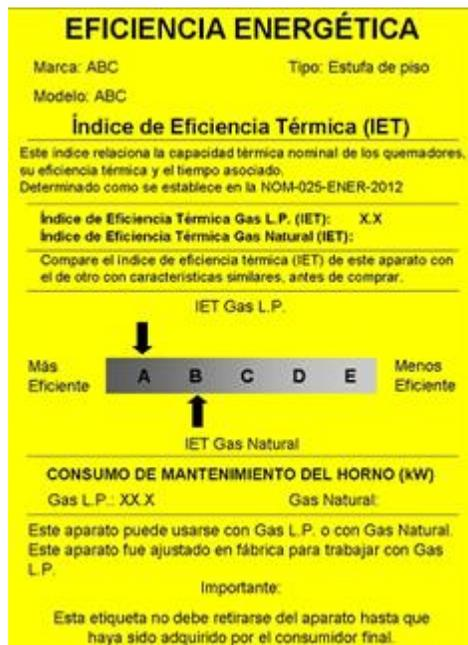 EFICIENCIA ENERGÉTICA
Marca: ABC Tipo: Estufa de piso
Modelo: ABC
Índice de Eficiencia Térmica (IET)
Este índice relaciona la capacidad térmica nominal de los quemadores,
su eficiencia térmica y el tiempo asociado.
Determinado como se establece en la NOM-025-ENER-2012
Índice de Eficiencia Térmica Gas L.P. (IET): X.X
Índice de Eficiencia Térmica Gas Natural (IET):
Compare el índice de eficiencia térmica (IET) de este aparato con
el de otro con características similares, antes de comprar.
IET Gas L.P.
Más
Eficiente
A B C D E
Menos
Eficiente
IET Gas Natural
CONSUMO DE MANTENIMIENTO DEL HORNO (kW)
Gas L.P.: XX.X Gas Natural:
Este aparato puede usarse con Gas L.P. o con Gas Natural.
Este aparato fue ajustado en fábrica para trabajar con Gas
L.P.
Importante:
Esta etiqueta no debe retirarse del aparato hasta que
haya sido adquirido por el consumidor final.